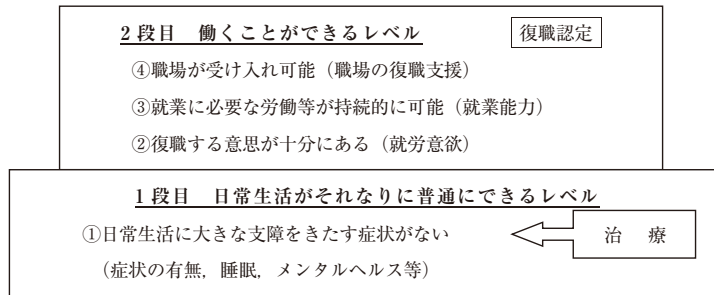 2段目 働くことができるレベル 復職認定
④職場が受け入れ可能（職場の復職支援）
③就業に必要な労働等が持続的に可能（就業能力）
②復職する意思が十分にある（就労意欲）
1段目 日常生活がそれなりに普通にできるレベル
①日常生活に大きな支障をきたす症状がない 治 療
（症状の有無，睡眠，メンタルヘルス等）